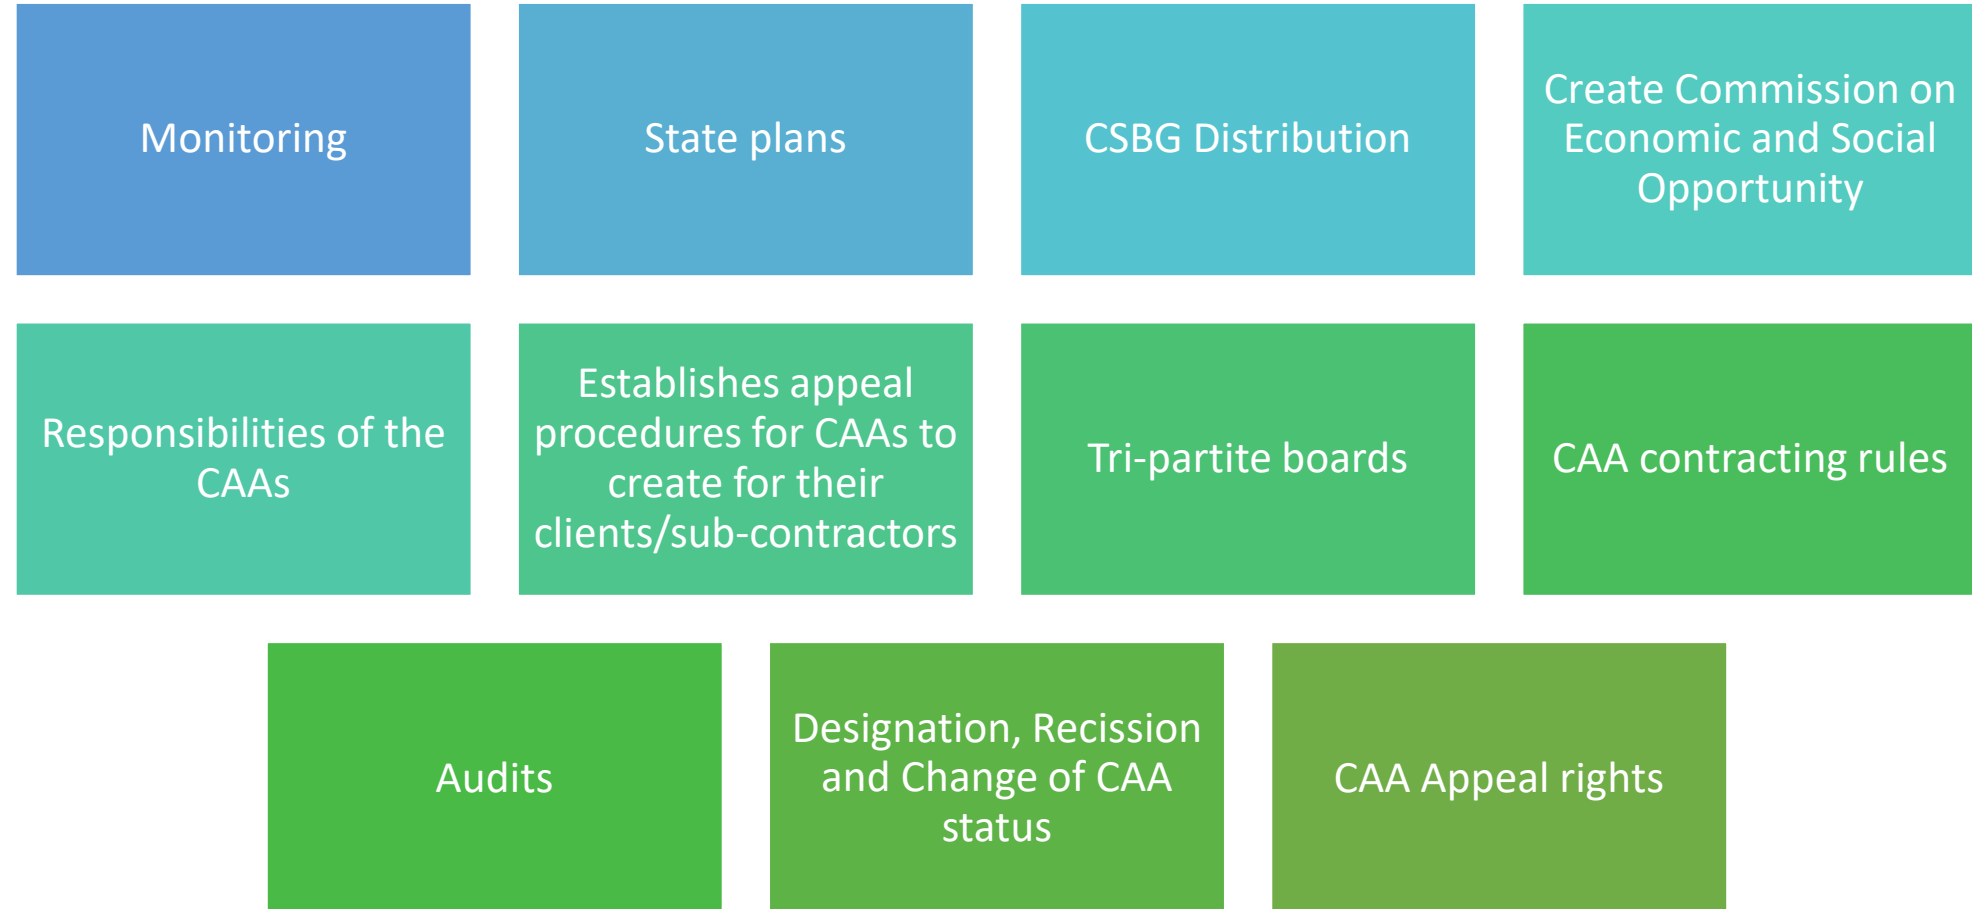 Monitoring
State plans
CSBG Distribution
Create Commission on
Economic and Social
Opportunity
Responsibilities of the
CAAs
Establishes appeal
procedures for CAAs to
create for their
clients/sub-contractors
Tri-partite boards
CAA contracting rules
Audits
Designation, Recission
and Change of CAA
status
CAA Appeal rights